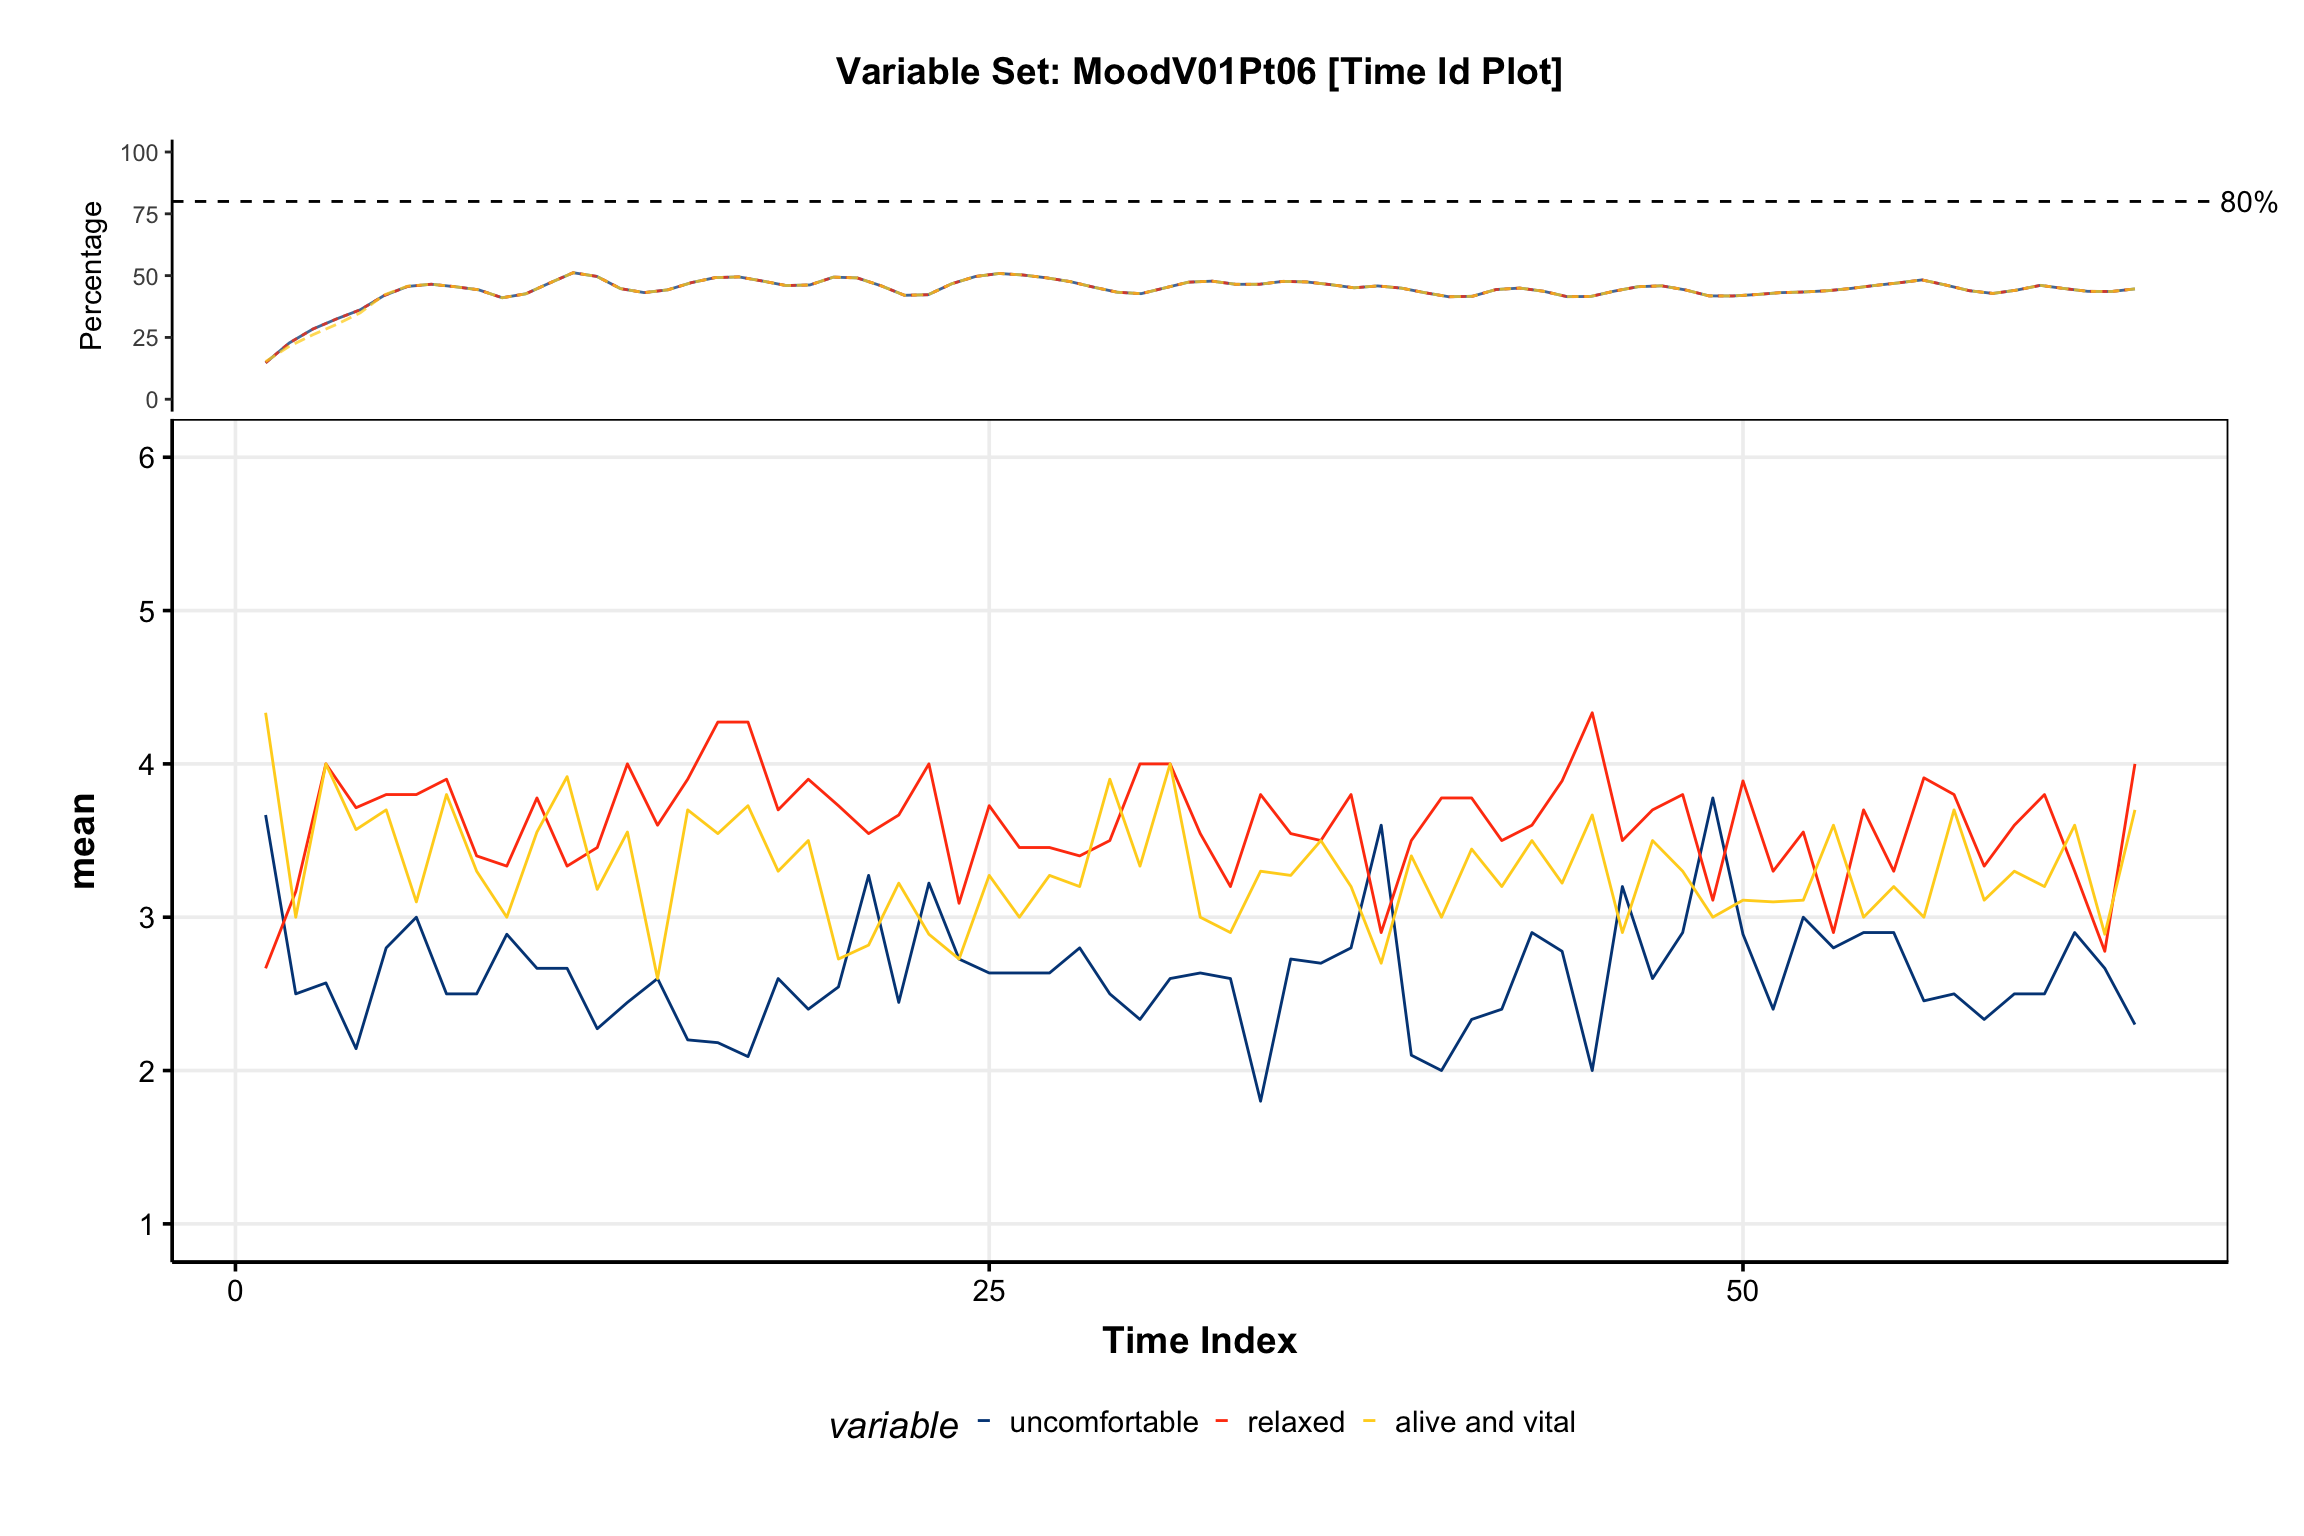 Variable Set: MoodV01Pt06 [Time Id Plot]
100
75
50
25
0
Percentage
80%
6
5
4
3
2
1
mean
0 25 50
Time Index
variable uncomfortable relaxed alive and vital